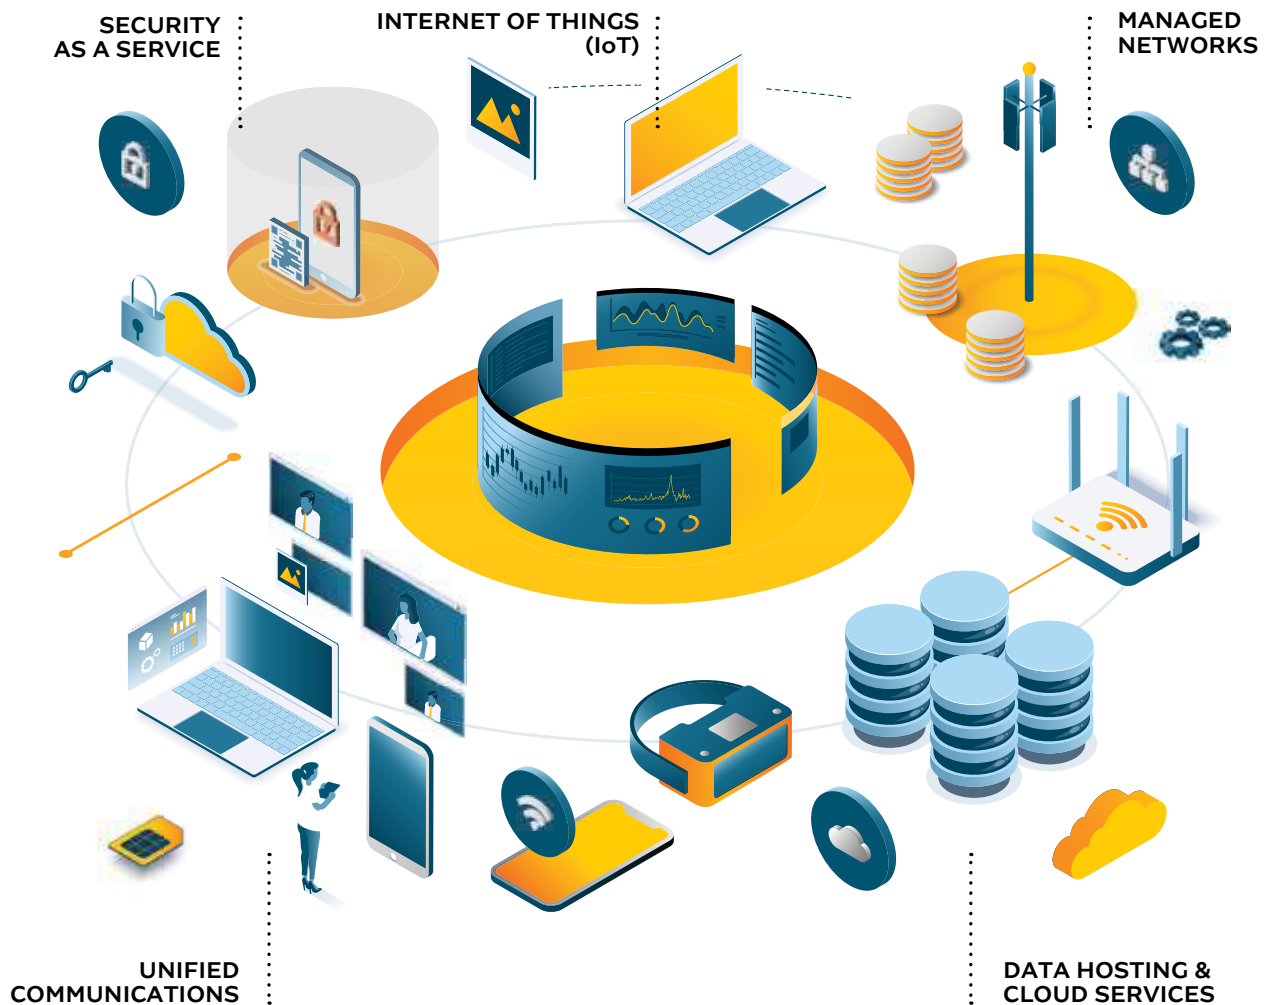 SECURITY
AS A SERVICE
INTERNET OF THINGS
(IoT)
MANAGED
NETWORKS
UNIFIED
COMMUNICATIONS
DATA HOSTING &
CLOUD SERVICES